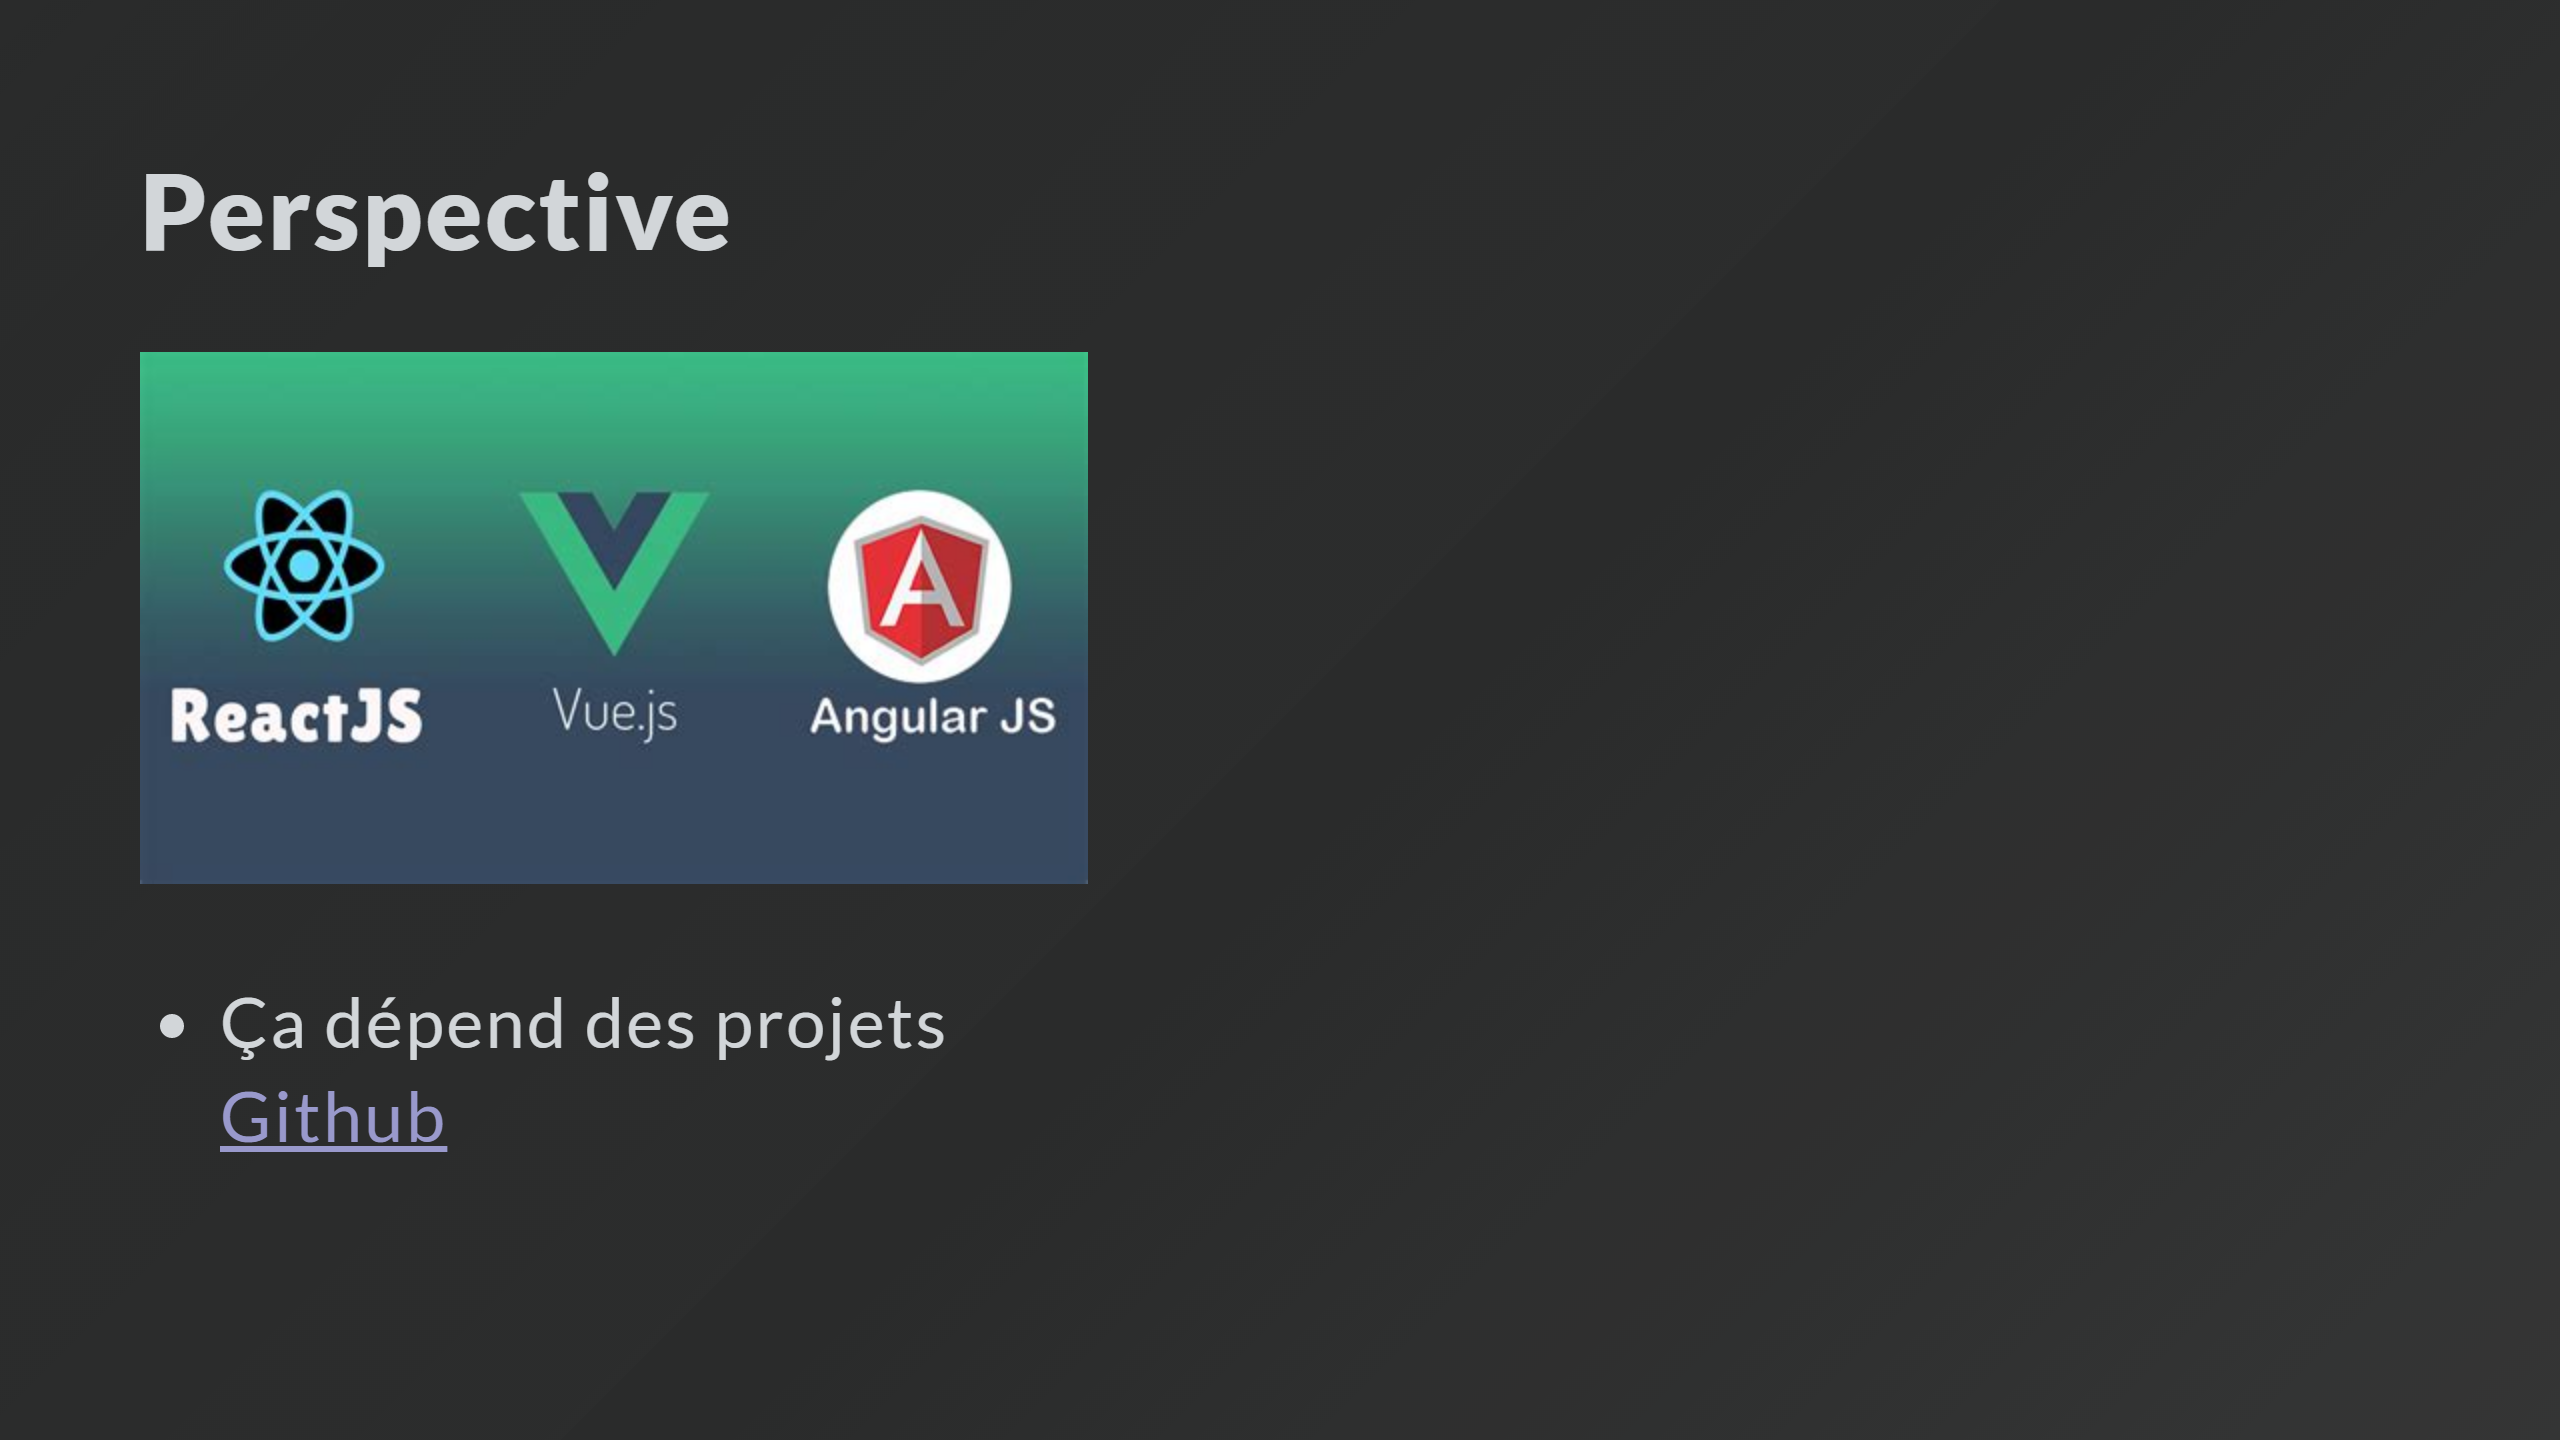 Perspective
ReactJS
Vue.js
Angular JS
Ça dépend des projets
Github